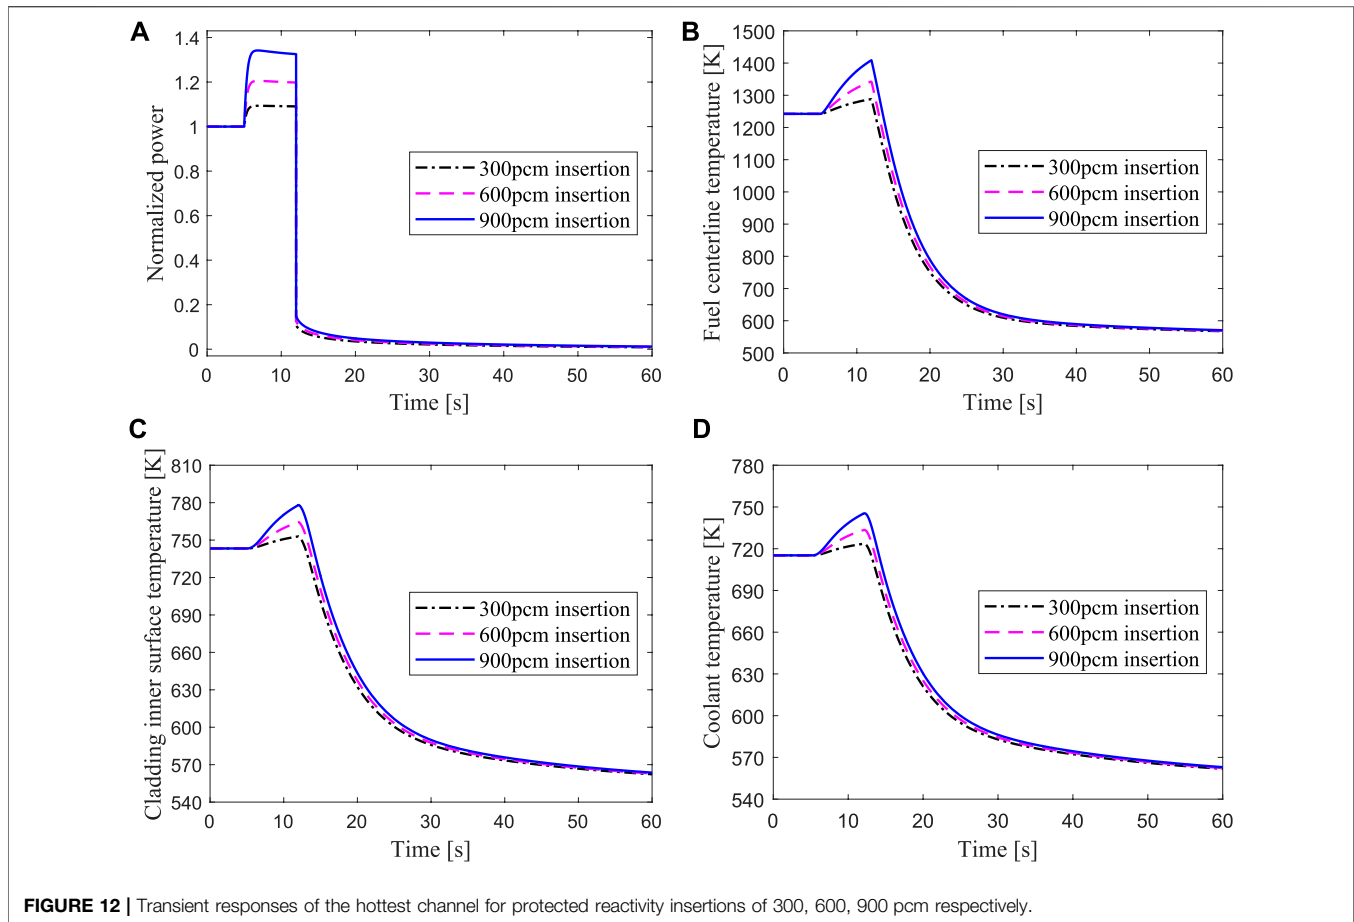 A
Normalized power
1.4
1.2
1
0.8
0.6
0.4
0.2
0
0 10 20 30 40 50 60
Time [s]
300pcm insertion
600pcm insertion
900pcm insertion
B
Fuel centerline temperature [K]
1500
1400
1300
1200
1100
1000
900
800
700
600
500
0 10 20 30 40 50 60
Time [s]
300pcm insertion
600pcm insertion
900pcm insertion
C
Cladding inner surface temperature [K]
810
780
750
720
690
660
630
600
570
540
0 10 20 30 40 50 60
Time [s]
300pcm insertion
600pcm insertion
900pcm insertion
D
Coolant temperature [K]
780
750
720
690
660
630
600
570
540
0 10 20 30 40 50 60
Time [s]
300pcm insertion
600pcm insertion
900pcm insertion
FIGURE 12 | Transient responses of the hottest channel for protected reactivity insertions of 300, 600, 900 pcm respectively.